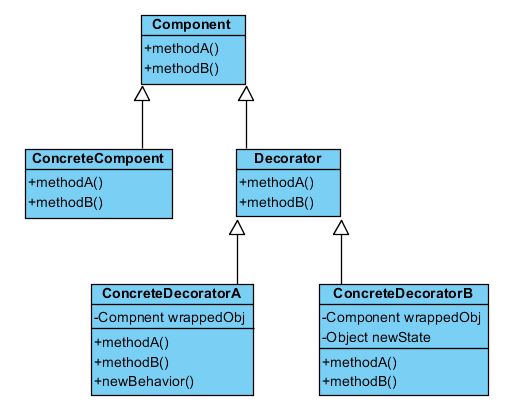 Component
+methodA()
+methodB()
ConcreteCompoent
+methodA()
+methodB()
Decorator
+methodA()
+methodB()
ConcreteDecoratorA
-Compnent wrappedObj
+methodA()
+methodB()
+newBehavior()
ConcreteDecoratorB
-Component wrappedObj
-Object newState
+methodA()
+methodB()